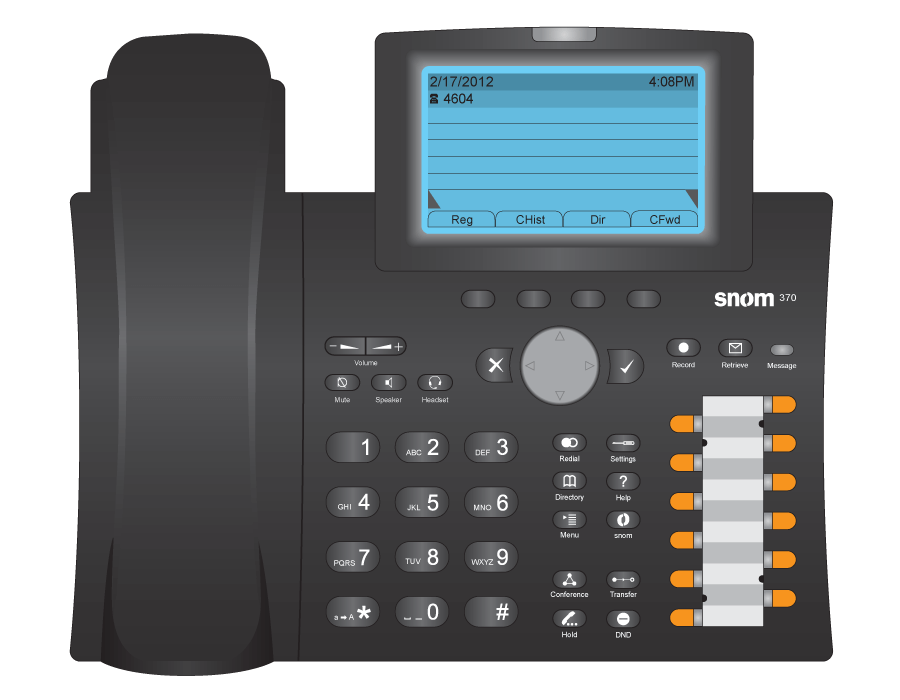 2/17/2012 4:08PM
4604
Reg CHist Dir CFwd
snom 370
− +
Volume
Mute Speaker Headset
Record Retrieve Message
1 ABC 2 DEF 3
GHI 4 JKL 5 MNO 6
PQRS 7 TUV 8 WXYZ 9
a ➡ A * ⎵ _ 0 #
Redial Settings
?
Directory Help
Menu snom
Conference Transfer
Hold DND